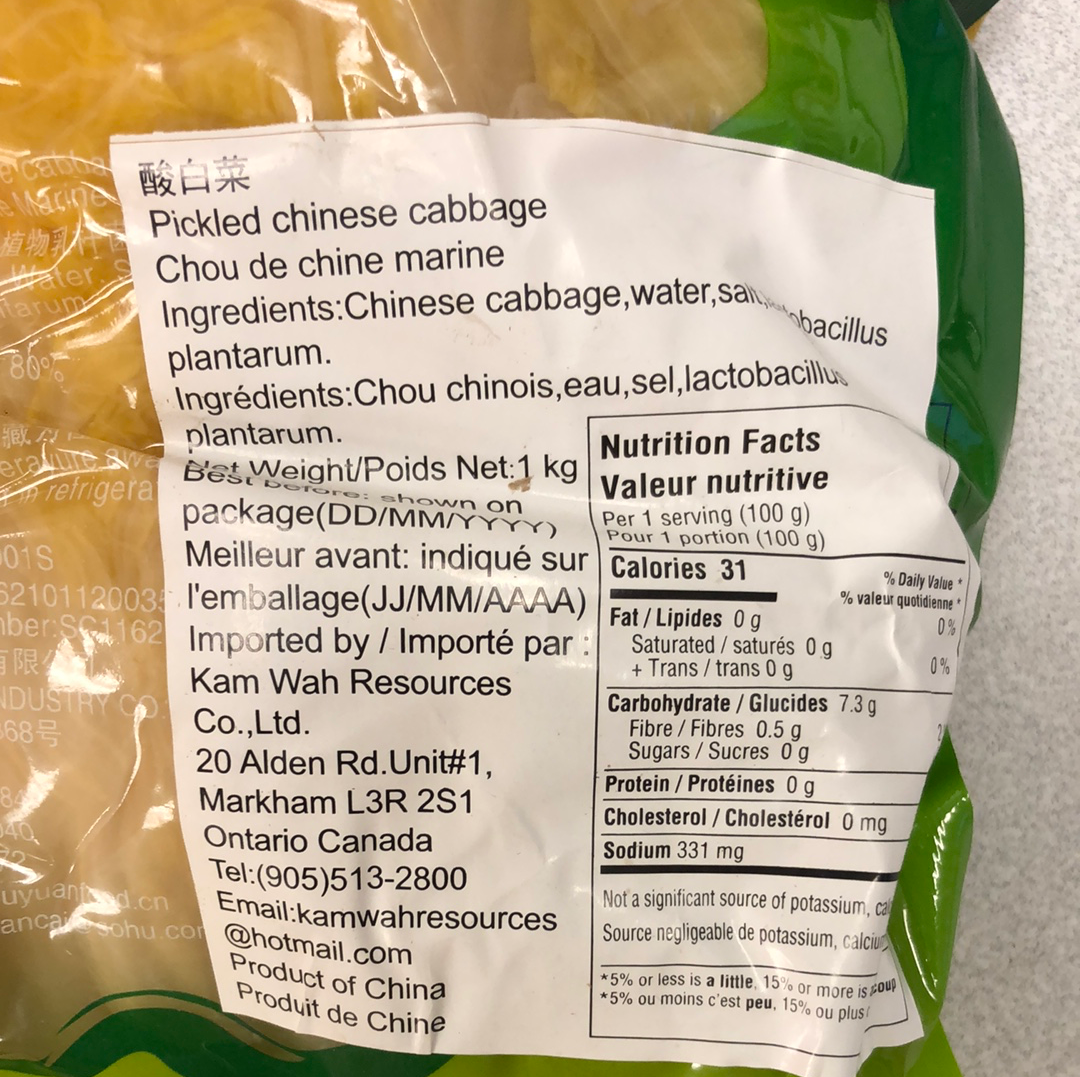 酸白菜
Pickled chinese cabbage
Chou de chine marine
Ingredients:Chinese cabbage,water,salt,
plantarum.
Ingrédients:Chou chinois,eau,sel,lactobacillus
plantarum.
Net Weight/Poids Net:1 kg
Best before: shown on
package(DD/MM/YYYY)
Meilleur avant: indiqué sur
l'emballage(JJ/MM/AAAA)
Imported by / Importé par :
Kam Wah Resources
Co.,Ltd.
20 Alden Rd.Unit#1,
Markham L3R 2S1
Ontario Canada
Tel:(905)513-2800
Email:kamwahresources
@hotmail.com
Product of China
Produit de Chine
Nutrition Facts
Valeur nutritive
Per 1 serving (100 g)
Pour 1 portion (100 g)
Calories 31
% Daily Value *
% valeur quotidienne *
Fat / Lipides 0 g 0 %
Saturated / saturés 0 g
+ Trans / trans 0 g 0 %
Carbohydrate / Glucides 7.3 g
Fibre / Fibres 0.5 g
Sugars / Sucres 0 g
Protein / Protéines 0 g
Cholesterol / Cholestérol 0 mg
Sodium 331 mg
Not a significant source of potassium,
Source negligeable de potassium,
*5% or less is a little, 15% or more is
*5% ou moins c'est peu, 15% ou plus
80%
Water
001S
68号